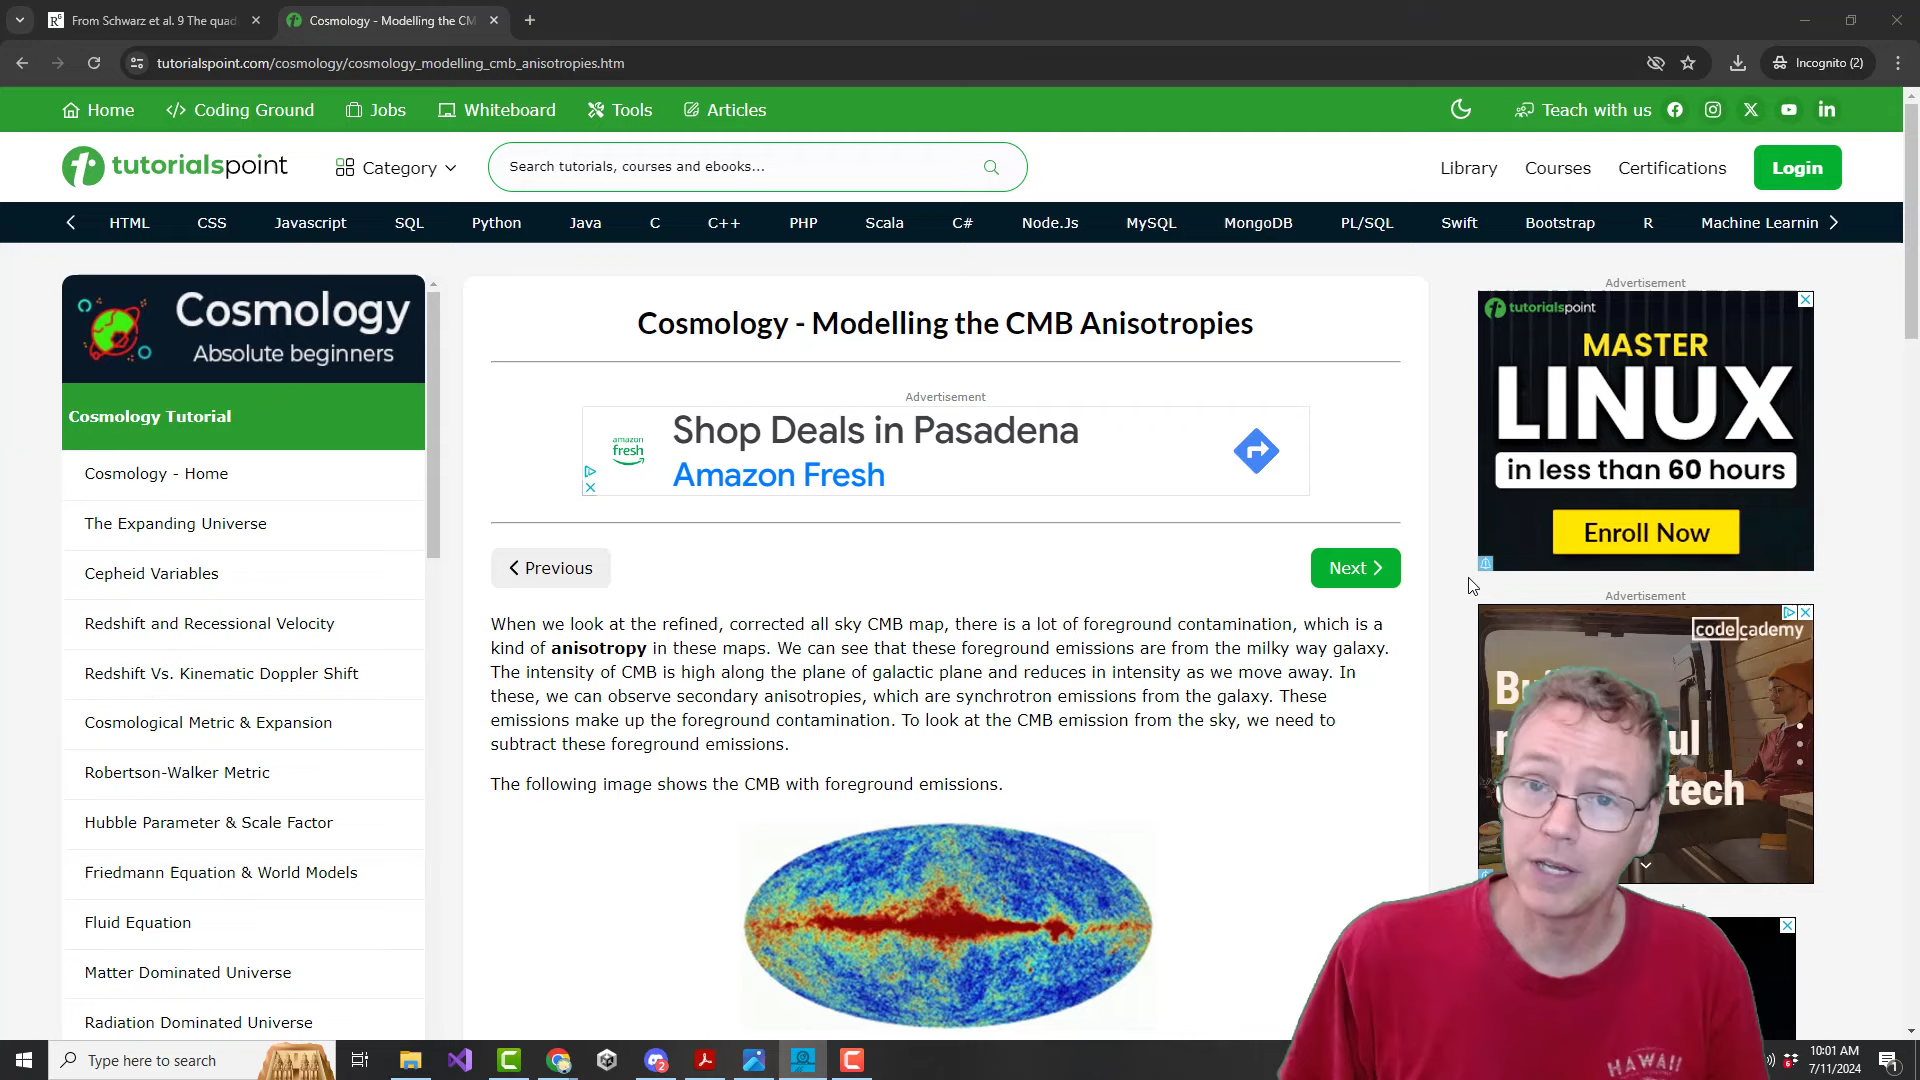 From Schwarz et al. 9 The quad
Cosmology - Modelling the CM
tutorialspoint.com/cosmology/cosmology_modelling_cmb_anisotropies.htm
Incognito (2)
Home
Coding Ground
Jobs
Whiteboard
Tools
Articles
Teach with us
tutorialspoint
Category
Search tutorials, courses and ebooks...
Library
Courses
Certifications
Login
HTML
CSS
Javascript
SQL
Python
Java
C
C++
PHP
Scala
C#
Node.Js
MySQL
MongoDB
PL/SQL
Swift
Bootstrap
R
Machine Learnin
Cosmology
Absolute beginners
Cosmology Tutorial
Cosmology - Home
The Expanding Universe
Cepheid Variables
Redshift and Recessional Velocity
Redshift Vs. Kinematic Doppler Shift
Cosmological Metric & Expansion
Robertson-Walker Metric
Hubble Parameter & Scale Factor
Friedmann Equation & World Models
Fluid Equation
Matter Dominated Universe
Radiation Dominated Universe
Cosmology - Modelling the CMB Anisotropies
Advertisement
amazon
fresh
Shop Deals in Pasadena
Amazon Fresh
Previous
Next
When we look at the refined, corrected all sky CMB map, there is a lot of foreground contamination, which is a
kind of anisotropy in these maps. We can see that these foreground emissions are from the milky way galaxy.
The intensity of CMB is high along the plane of galactic plane and reduces in intensity as we move away. In
these, we can observe secondary anisotropies, which are synchrotron emissions from the galaxy. These
emissions make up the foreground contamination. To look at the CMB emission from the sky, we need to
subtract these foreground emissions.
The following image shows the CMB with foreground emissions.
Advertisement
tutorialspoint
MASTER
LINUX
in less than 60 hours
Enroll Now
Advertisement
codecademy
tech
HAWAII
Type here to search
2
6
10:01 AM
7/11/2024
1